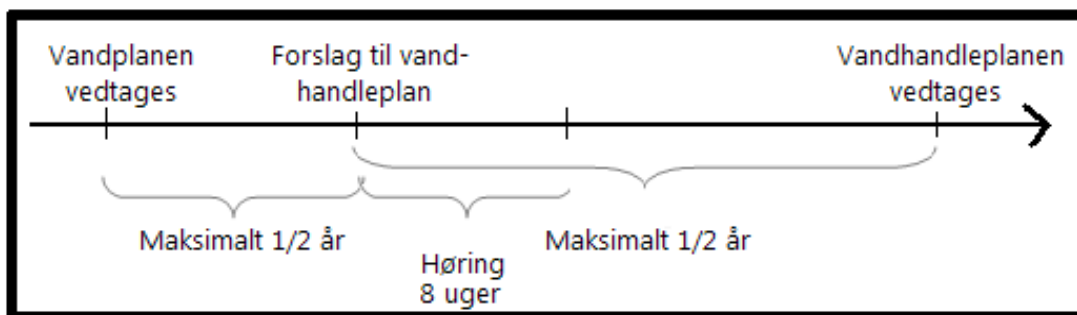 Vandplanen
vedtages
Forslag til vand-
handleplan
Vandhandleplanen
vedtages
Maksimalt 1/2 år
Høring
8 uger
Maksimalt 1/2 år